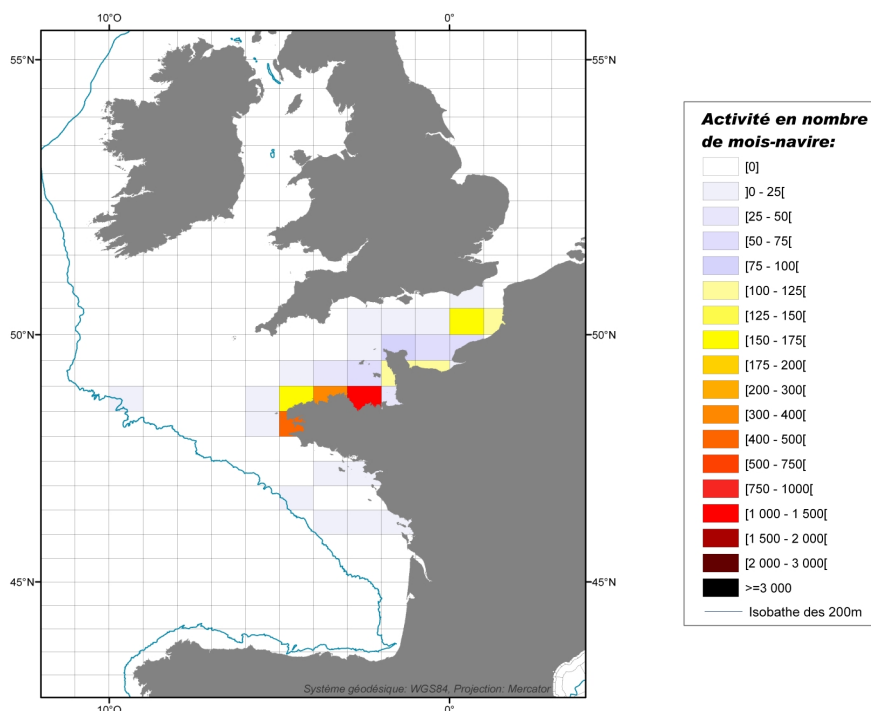 10°O
0°
55°N
55°N
50°N
50°N
45°N
45°N
10°O
0°
Système géodésique: WGS84, Projection: Mercator
Activité en nombre
de mois-navire:
[0]
]0 - 25[
[25 - 50[
[50 - 75[
[75 - 100[
[100 - 125[
[125 - 150[
[150 - 175[
[175 - 200[
[200 - 300[
[300 - 400[
[400 - 500[
[500 - 750[
[750 - 1000[
[1 000 - 1 500[
[1 500 - 2 000[
[2 000 - 3 000[
>=3 000
Isobathe des 200m